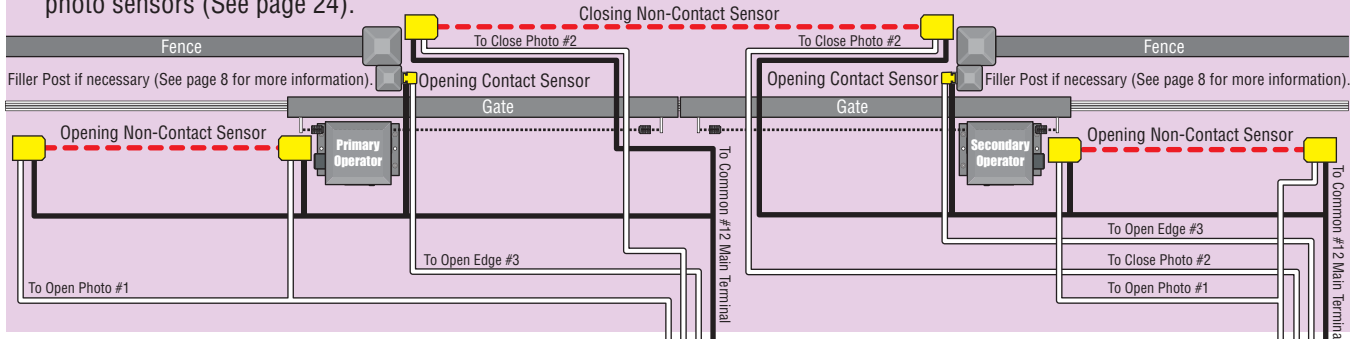 photo sensors (See page 24).
Closing Non-Contact Sensor
To Close Photo #2
To Close Photo #2
Fence
Fence
Filler Post if necessary (See page 8 for more information).
Opening Contact Sensor
Opening Contact Sensor
Filler Post if necessary (See page 8 for more information).
Gate
Gate
Opening Non-Contact Sensor
Primary
Operator
Secondary
Operator
Opening Non-Contact Sensor
To Common #12 Main Terminal
To Common #12 Main Termina
To Open Edge #3
To Open Edge #3
To Close Photo #2
To Open Photo #1
To Open Photo #1